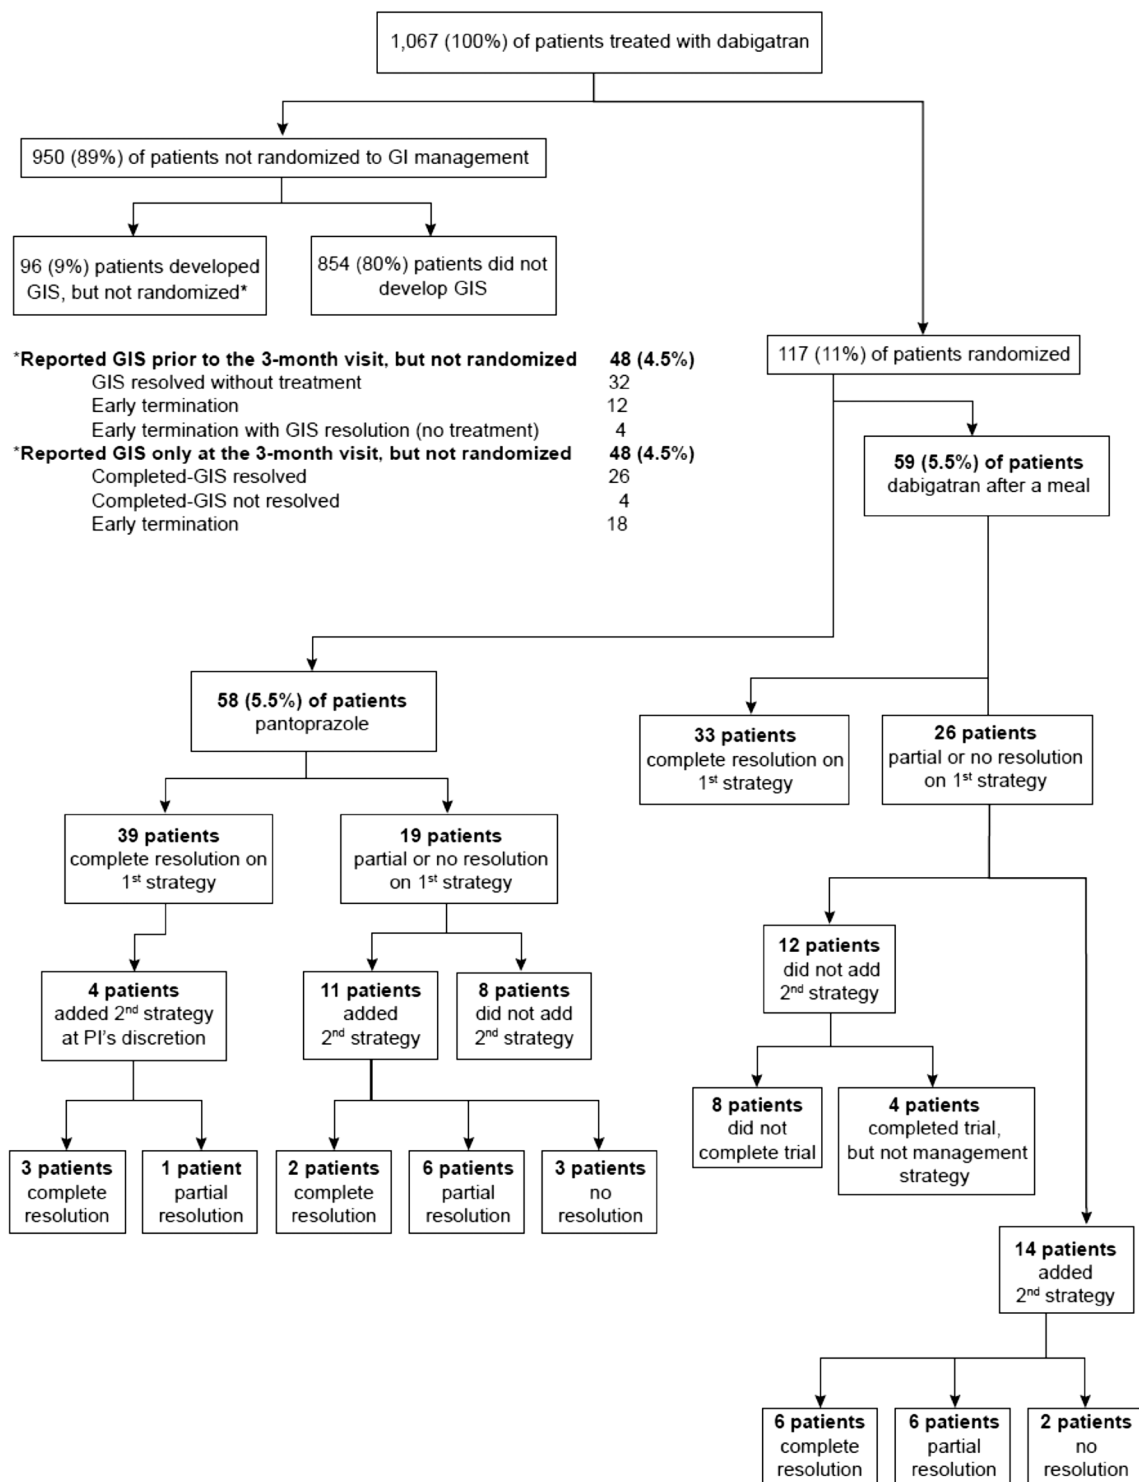 1,067 (100%) of patients treated with dabigatran
950 (89%) of patients not randomized to GI management
96 (9%) patients developed
GIS, but not randomized*
854 (80%) patients did not
develop GIS
117 (11%) of patients randomized
*Reported GIS prior to the 3-month visit, but not randomized 48 (4.5%)
GIS resolved without treatment 32
Early termination 12
Early termination with GIS resolution (no treatment) 4
*Reported GIS only at the 3-month visit, but not randomized 48 (4.5%)
Completed-GIS resolved 26
Completed-GIS not resolved 4
Early termination 18
59 (5.5%) of patients
dabigatran after a meal
58 (5.5%) of patients
pantoprazole
33 patients
complete resolution on
1st strategy
26 patients
partial or no resolution
on 1st strategy
39 patients
complete resolution on
1st strategy
19 patients
partial or no resolution
on 1st strategy
12 patients
did not add
2nd strategy
4 patients
added 2nd strategy
at PI's discretion
11 patients
added
2nd strategy
8 patients
did not add
2nd strategy
8 patients
did not
complete trial
4 patients
completed trial,
but not management
strategy
3 patients
complete
resolution
1 patient
partial
resolution
2 patients
complete
resolution
6 patients
partial
resolution
3 patients
no
resolution
14 patients
added
2nd strategy
6 patients
complete
resolution
6 patients
partial
resolution
2 patients
no
resolution